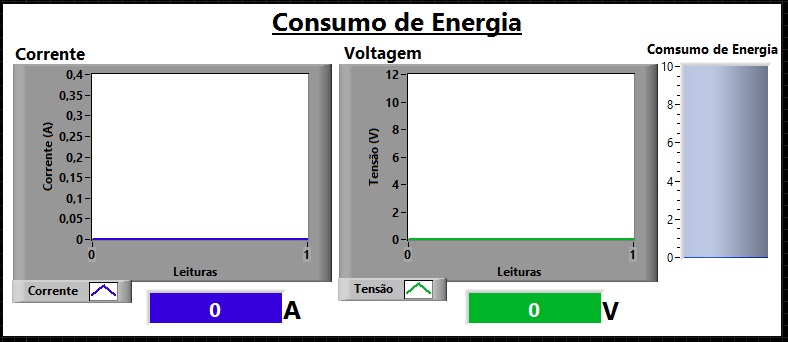 Consumo de Energia
Corrente
0,4
0,35
0,3
0,25
0,2
0,15
0,1
0,05
0
Corrente (A)
0 1
Leituras
Corrente
0 A
Voltagem
12
10
8
6
4
2
0
Tensão (V)
0 1
Leituras
Tensão
0 V
Comsumo de Energia
10
8
6
4
2
0